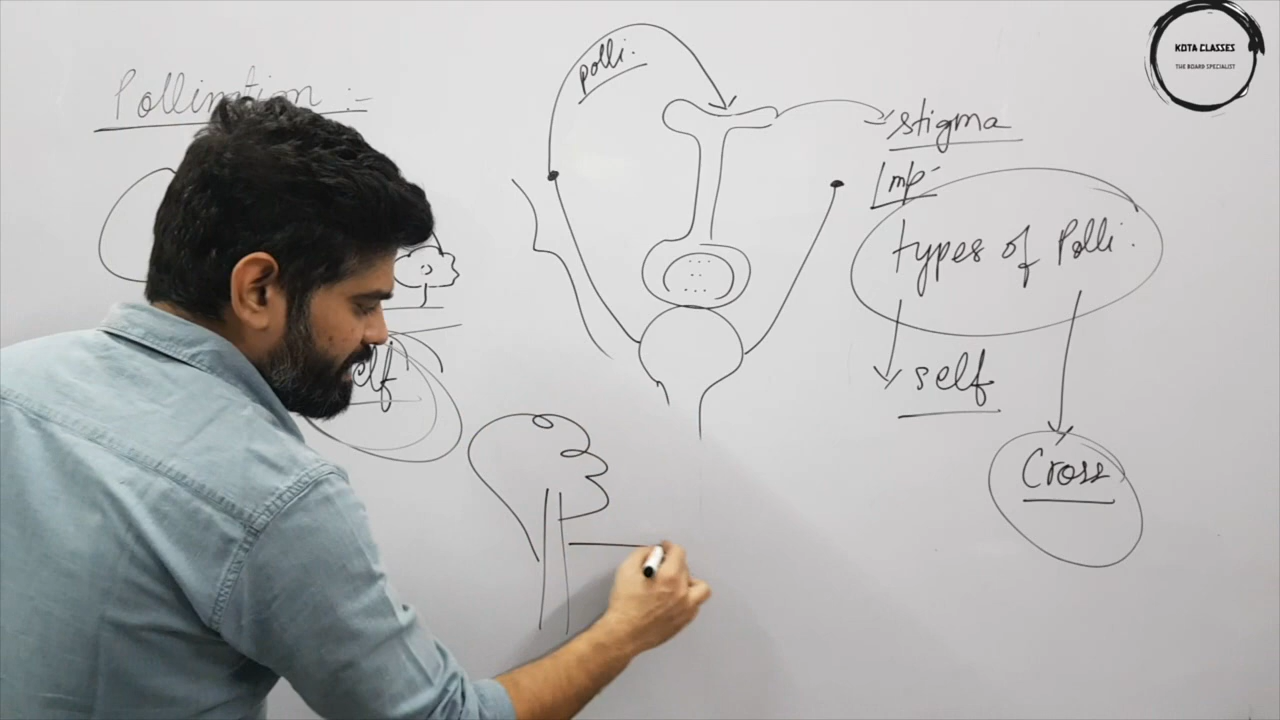 Pollination :-
polli.
stigma
Imp-
types of Polli.
self
Cross
KOTA CLASSES
THE BOARD SPECIALIST